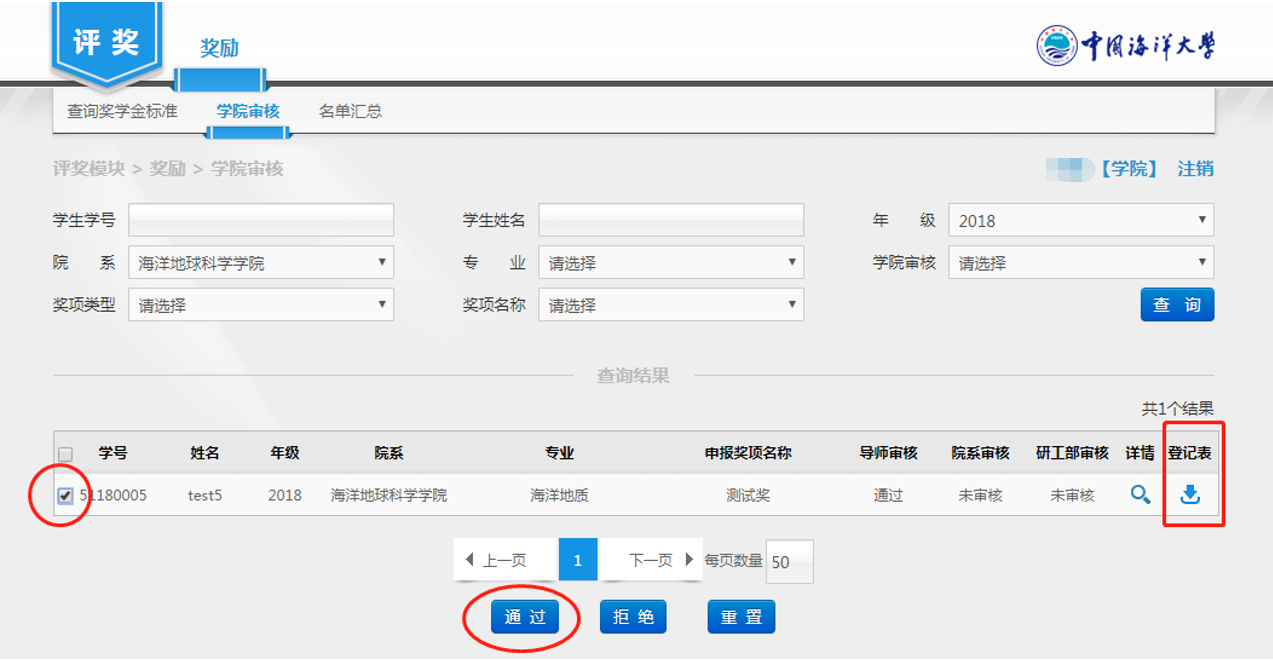 评 奖
奖励
中国海洋大学
查询奖学金标准 学院审核 名单汇总
评奖模块 > 奖励 > 学院审核 【学院】 注销
学生学号 学生姓名 年 级 2018
院 系 海洋地球科学学院 专 业 请选择 学院审核 请选择
奖项类型 请选择 奖项名称 请选择 查 询
查询结果
共1个结果
学号 姓名 年级 院系 专业 申报奖项名称 导师审核 院系审核 研工部审核 详情 登记表
51180005 test5 2018 海洋地球科学学院 海洋地质 测试奖 通过 未审核 未审核
上一页 1 下一页 每页数量 50
通 过 拒 绝 重 置